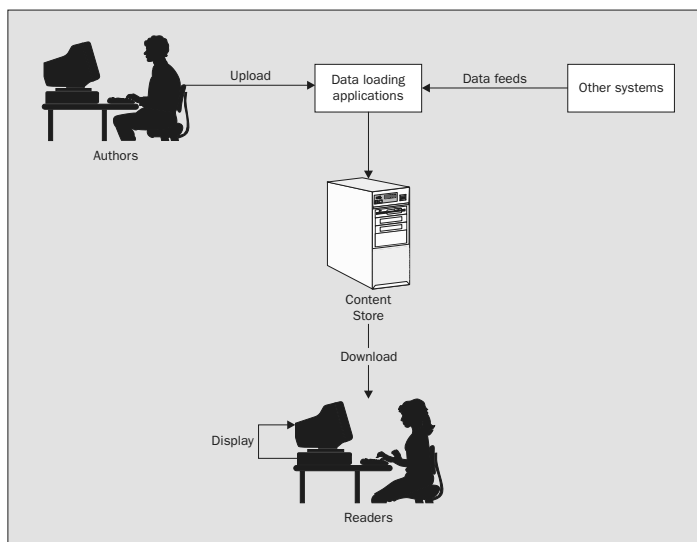 Upload
Data loading
applications
Data feeds
Other systems
Authors
Content
Store
Download
Display
Readers